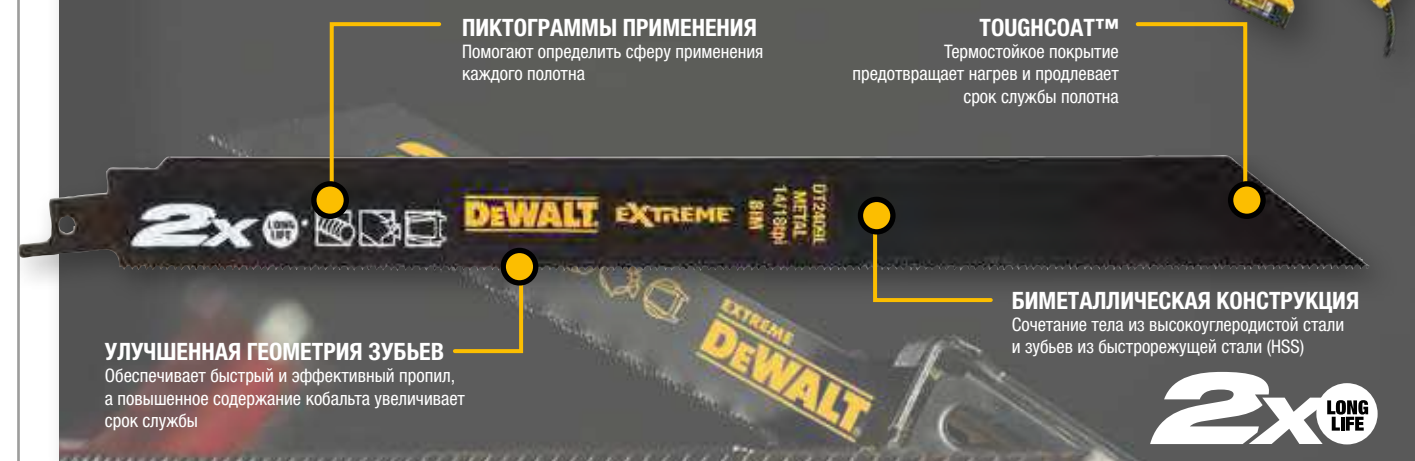 ПИКТОГРАММЫ ПРИМЕНЕНИЯ
Помогают определить сферу применения
каждого полотна
TOUGHCOAT™
Термостойкое покрытие
предотвращает нагрев и продлевает
срок службы полотна
2x LONG
LIFE
DEWALT
EXTREME
DT2409L
METAL
14/18tpi
BIM
УЛУЧШЕННАЯ ГЕОМЕТРИЯ ЗУБЬЕВ
Обеспечивает быстрый и эффективный пропил,
а повышенное содержание кобальта увеличивает
срок службы
EXTREME
DEWALT
БИМЕТАЛЛИЧЕСКАЯ КОНСТРУКЦИЯ
Сочетание тела из высокоуглеродистой стали
и зубьев из быстрорежущей стали (HSS)
2x LONG
LIFE